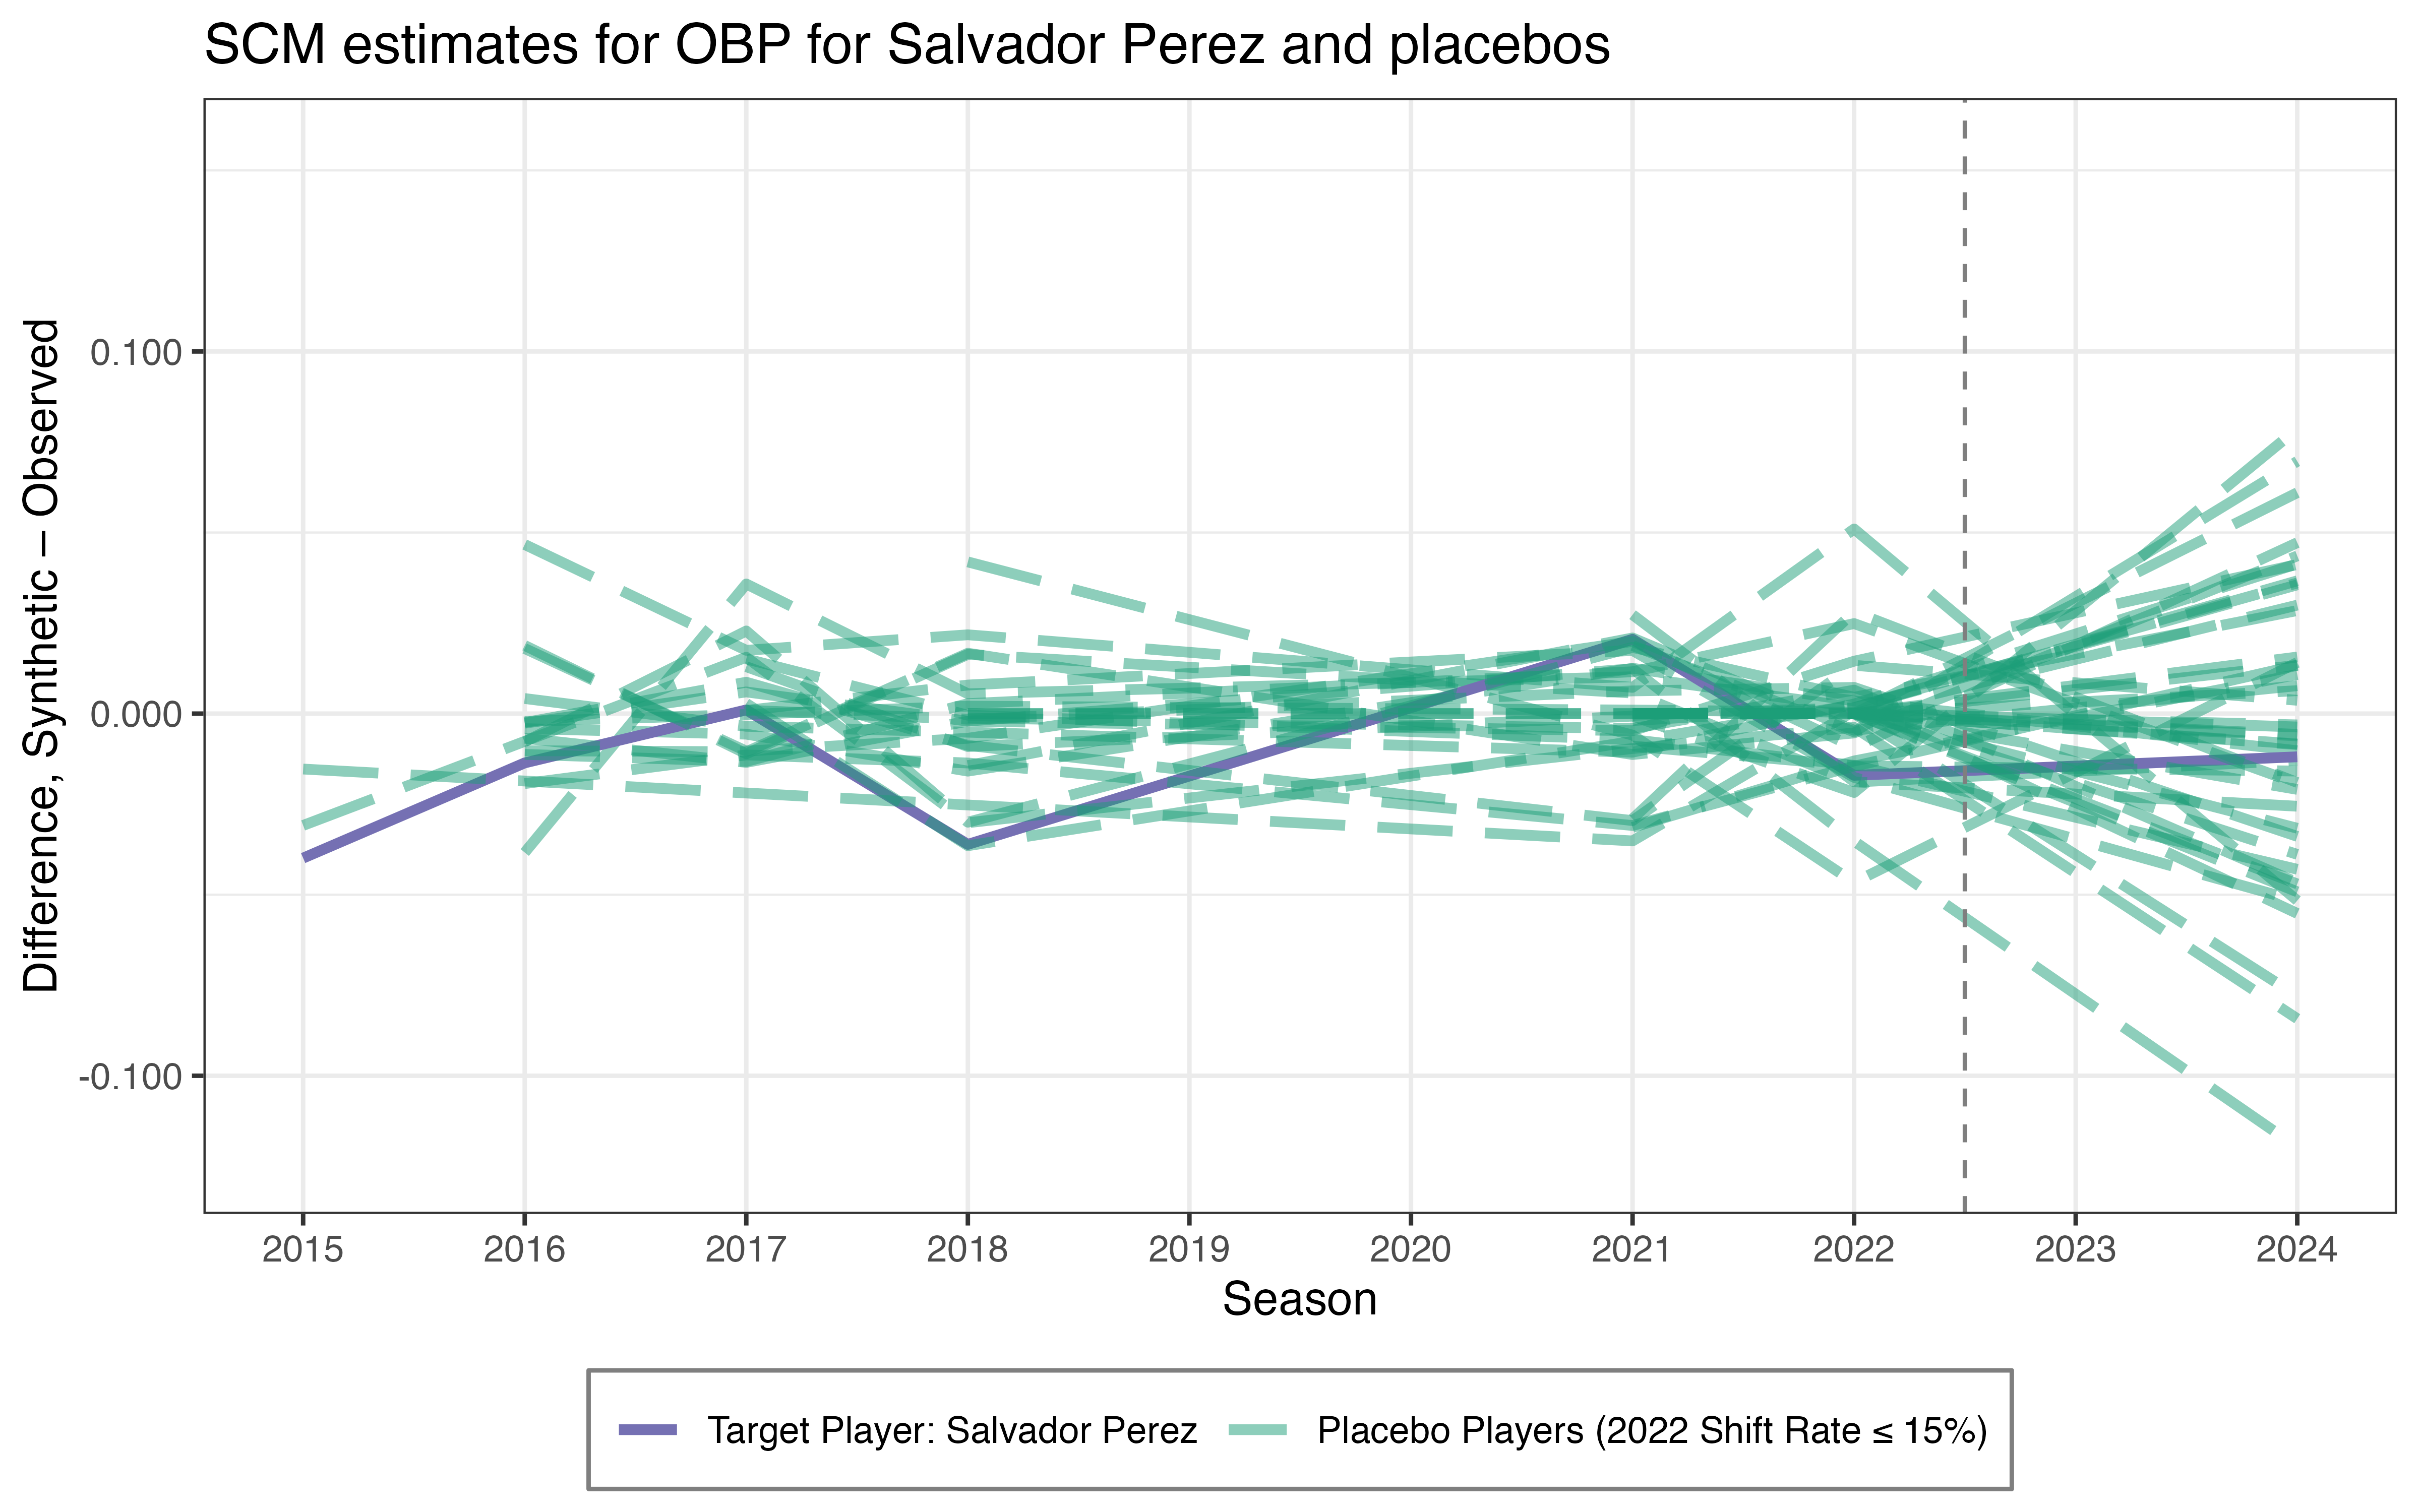 SCM estimates for OBP for Salvador Perez and placebos
Difference, Synthetic − Observed
0.100
0.000
-0.100
2015 2016 2017 2018 2019 2020 2021 2022 2023 2024
Season
Target Player: Salvador Perez Placebo Players (2022 Shift Rate ≤ 15%)